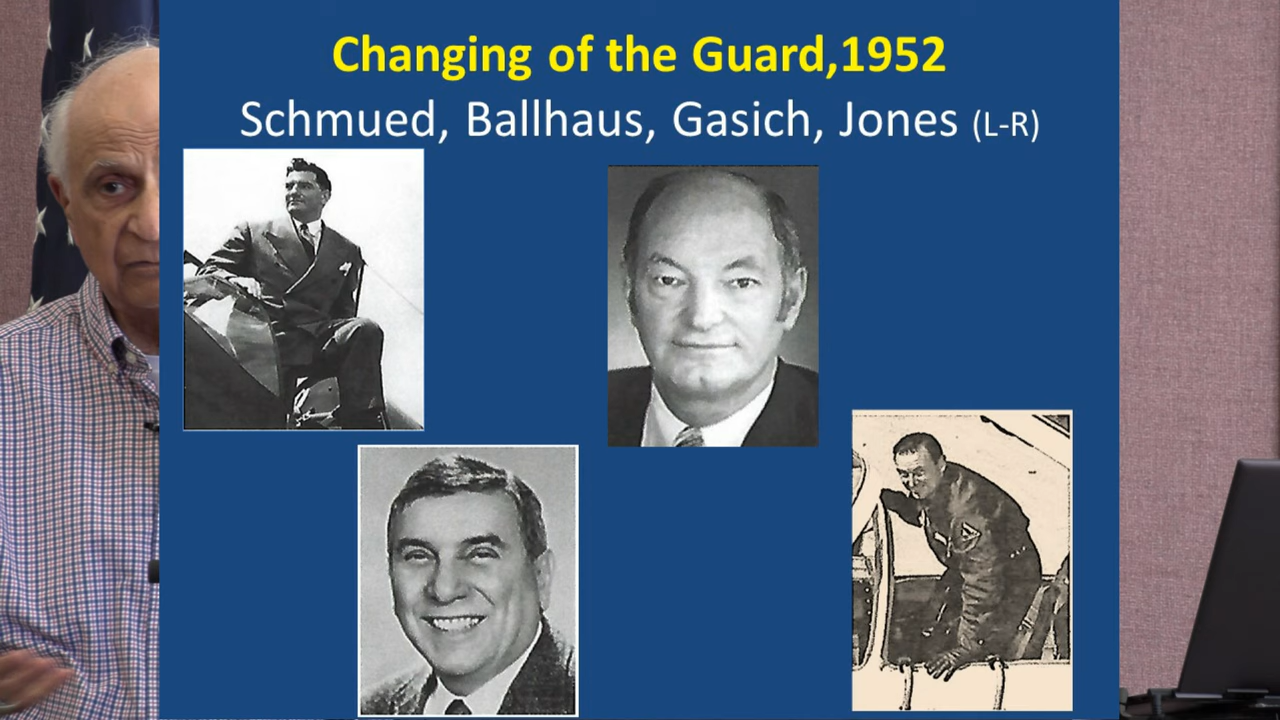 Changing of the Guard,1952
Schmued, Ballhaus, Gasich, Jones (L-R)